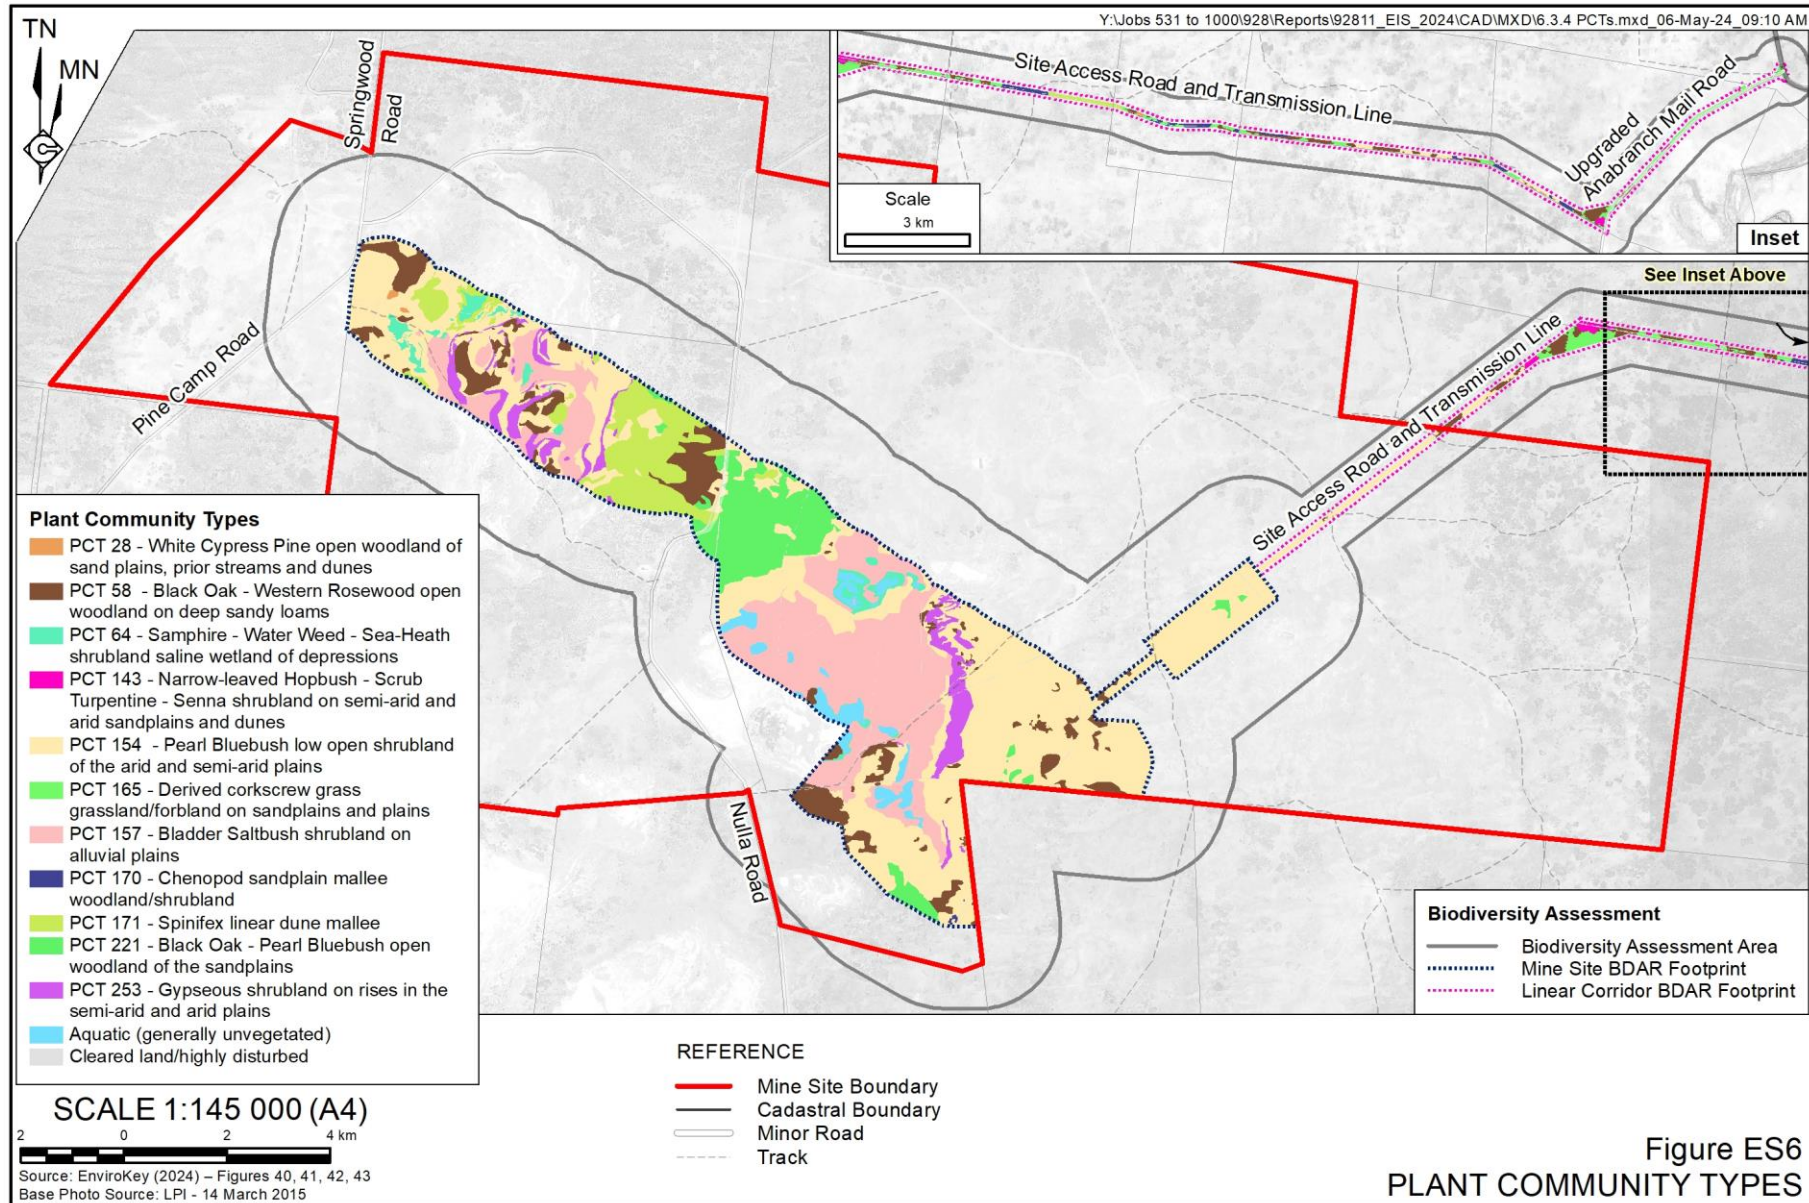 Y:\Jobs 531 to 1000\928\Reports\92811_EIS_2024\CAD\MXD\6.3.4 PCTs.mxd_06-May-24_09:10 AM
TN
MN
Springwood
Road
Site Access Road and Transmission Line
Upgraded
Anabranch Mail Road
Scale
3 km
Inset
See Inset Above
Pine Camp Road
Site Access Road and Transmission Line
Nulla Road
Plant Community Types
PCT 28 - White Cypress Pine open woodland of
sand plains, prior streams and dunes
PCT 58 - Black Oak - Western Rosewood open
woodland on deep sandy loams
PCT 64 - Samphire - Water Weed - Sea-Heath
shrubland saline wetland of depressions
PCT 143 - Narrow-leaved Hopbush - Scrub
Turpentine - Senna shrubland on semi-arid and
arid sandplains and dunes
PCT 154 - Pearl Bluebush low open shrubland
of the arid and semi-arid plains
PCT 165 - Derived corkscrew grass
grassland/forbland on sandplains and plains
PCT 157 - Bladder Saltbush shrubland on
alluvial plains
PCT 170 - Chenopod sandplain mallee
woodland/shrubland
PCT 171 - Spinifex linear dune mallee
PCT 221 - Black Oak - Pearl Bluebush open
woodland of the sandplains
PCT 253 - Gypseous shrubland on rises in the
semi-arid and arid plains
Aquatic (generally unvegetated)
Cleared land/highly disturbed
Biodiversity Assessment
Biodiversity Assessment Area
Mine Site BDAR Footprint
Linear Corridor BDAR Footprint
REFERENCE
Mine Site Boundary
Cadastral Boundary
Minor Road
Track
SCALE 1:145 000 (A4)
2 0 2 4 km
Source: EnviroKey (2024) – Figures 40, 41, 42, 43
Base Photo Source: LPI - 14 March 2015
Figure ES6
PLANT COMMUNITY TYPES